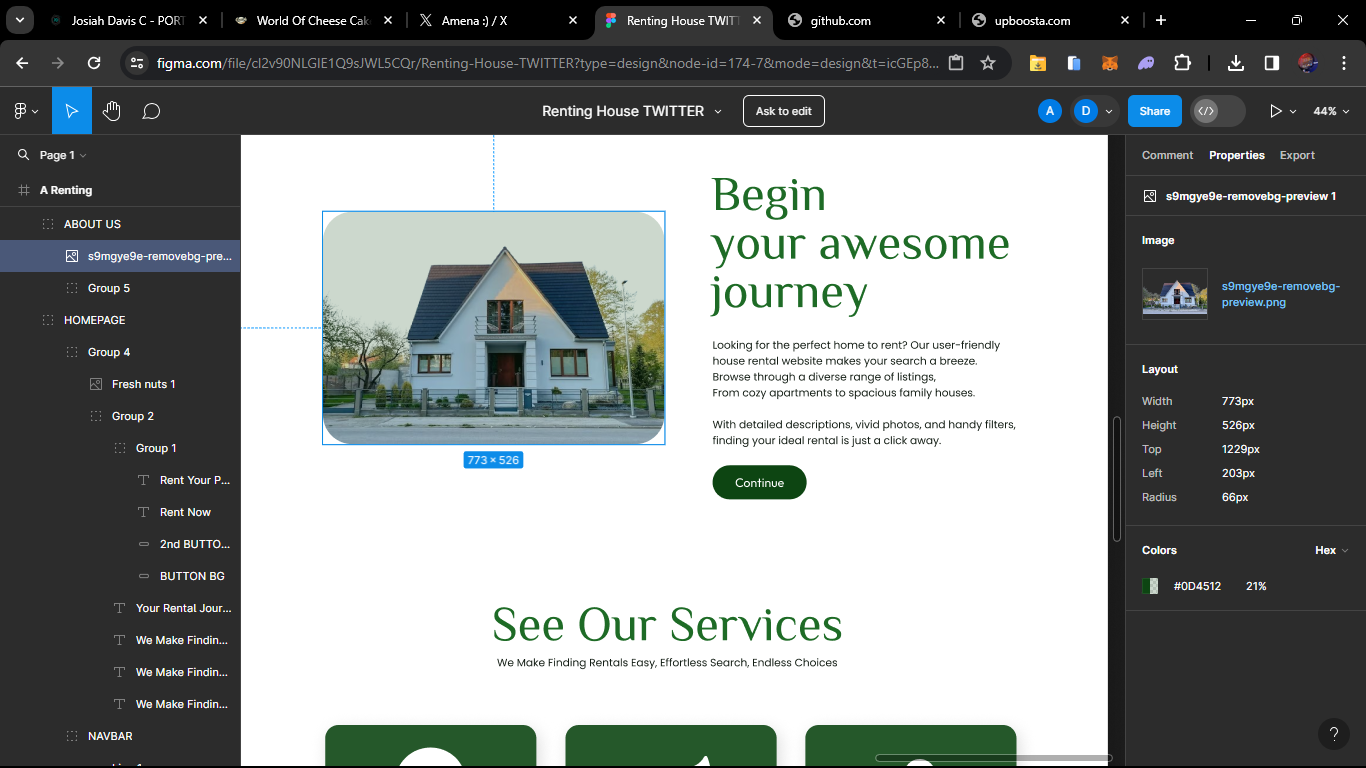 Josiah Davis C - PORT
World Of Cheese Cak
Amena :) / X
Renting House TWITT
github.com
upboosta.com
figma.com/file/cl2v90NLGlE1Q9sJWL5CQr/Renting-House-TWITTER?type=design&node-id=174-7&mode=design&t=icGEp8...
Renting House TWITTER
Ask to edit
A
D
Share
44%
Page 1
Comment
Properties
Export
A Renting
s9mgye9e-removebg-preview 1
ABOUT US
s9mgye9e-removebg-pre...
Group 5
HOMEPAGE
Group 4
Fresh nuts 1
Group 2
Group 1
Rent Your P...
Rent Now
2nd BUTTO...
BUTTON BG
Your Rental Jour...
We Make Findin...
We Make Findin...
We Make Findin...
NAVBAR
773 × 526
Begin
your awesome
journey
Looking for the perfect home to rent? Our user-friendly
house rental website makes your search a breeze.
Browse through a diverse range of listings,
From cozy apartments to spacious family houses.
With detailed descriptions, vivid photos, and handy filters,
finding your ideal rental is just a click away.
Continue
See Our Services
We Make Finding Rentals Easy, Effortless Search, Endless Choices
Image
s9mgye9e-removebg-
preview.png
Layout
Width 773px
Height 526px
Top 1229px
Left 203px
Radius 66px
Colors Hex
#0D4512 21%
?